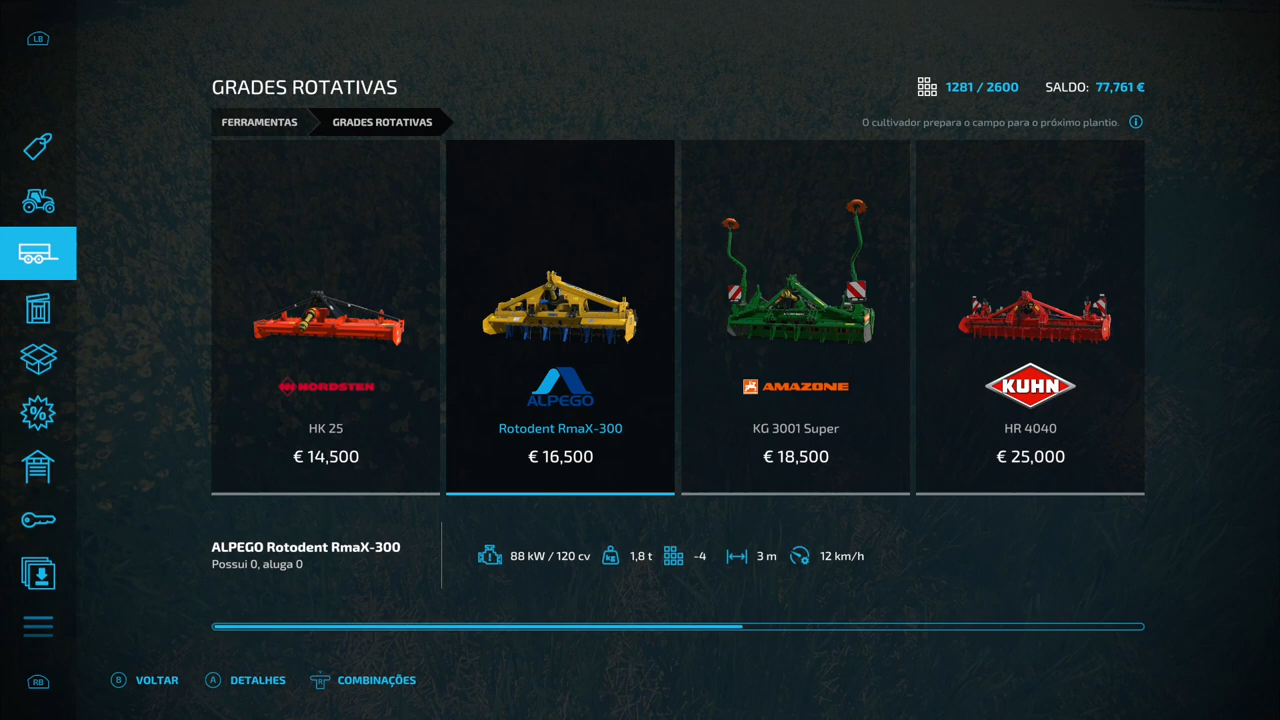 LB
GRADES ROTATIVAS
1281 / 2600 SALDO: 77,761 €
FERRAMENTAS GRADES ROTATIVAS
O cultivador prepara o campo para o próximo plantio.
NORDSTEN ALPEGO AMAZONE KUHN
HK 25 Rotodent RmaX-300 KG 3001 Super HR 4040
€ 14,500 € 16,500 € 18,500 € 25,000
ALPEGO Rotodent RmaX-300
Possui 0, aluga 0
88 kW / 120 cv kg 1,8 t -4 3 m 12 km/h
RB
B VOLTAR A DETALHES R COMBINAÇÕES